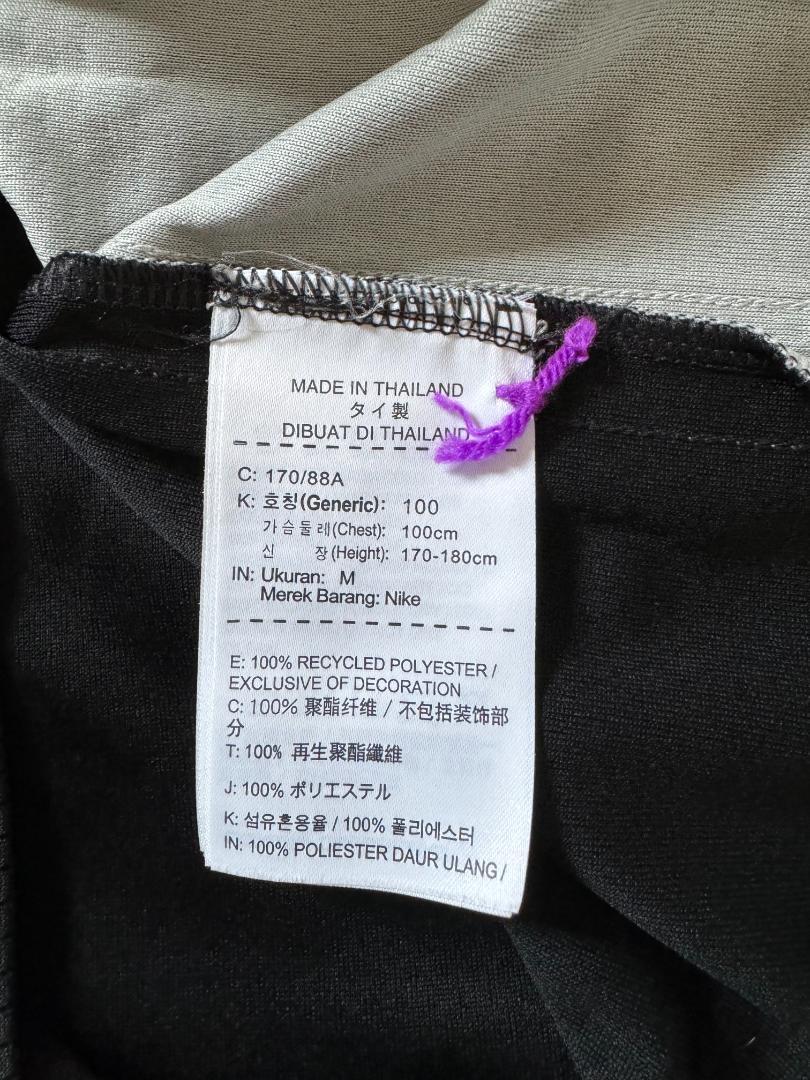 MADE IN THAILAND
タイ製
DIBUAT DI THAILAND
C: 170/88A
K: 호칭(Generic): 100
가슴둘레(Chest): 100cm
신 장(Height): 170-180cm
IN: Ukuran: M
Merek Barang: Nike
E: 100% RECYCLED POLYESTER /
EXCLUSIVE OF DECORATION
C: 100% 聚酯纤维 / 不包括装饰部
分
T: 100% 再生聚酯纖維
J: 100% ポリエステル
K: 섬유혼용율 / 100% 폴리에스터
IN: 100% POLIESTER DAUR ULANG /